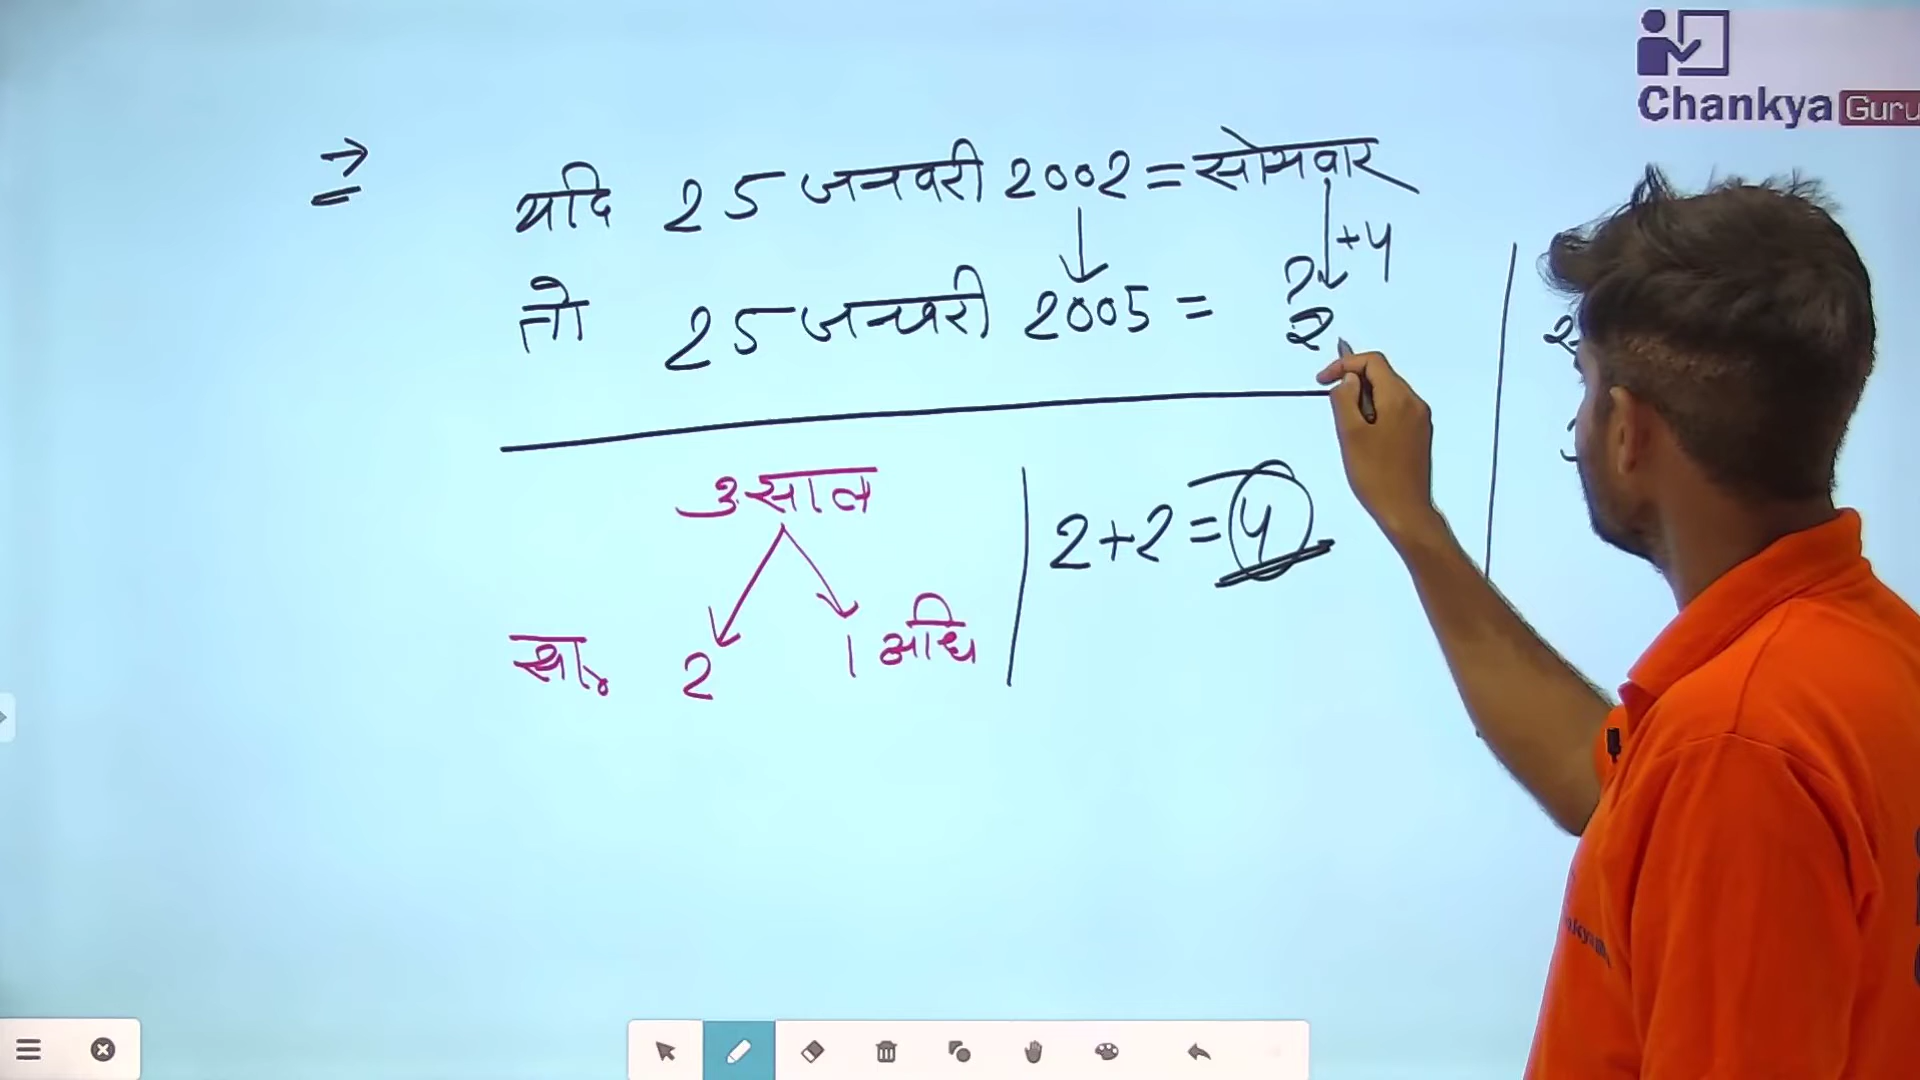 Chankya Guru
⇒ यदि 25 जनवरी 2002 = सोमवार
+4
तो 25 जनवरी 2005 = ?
3 साल
2+2=4
सा. 2 1 अधि